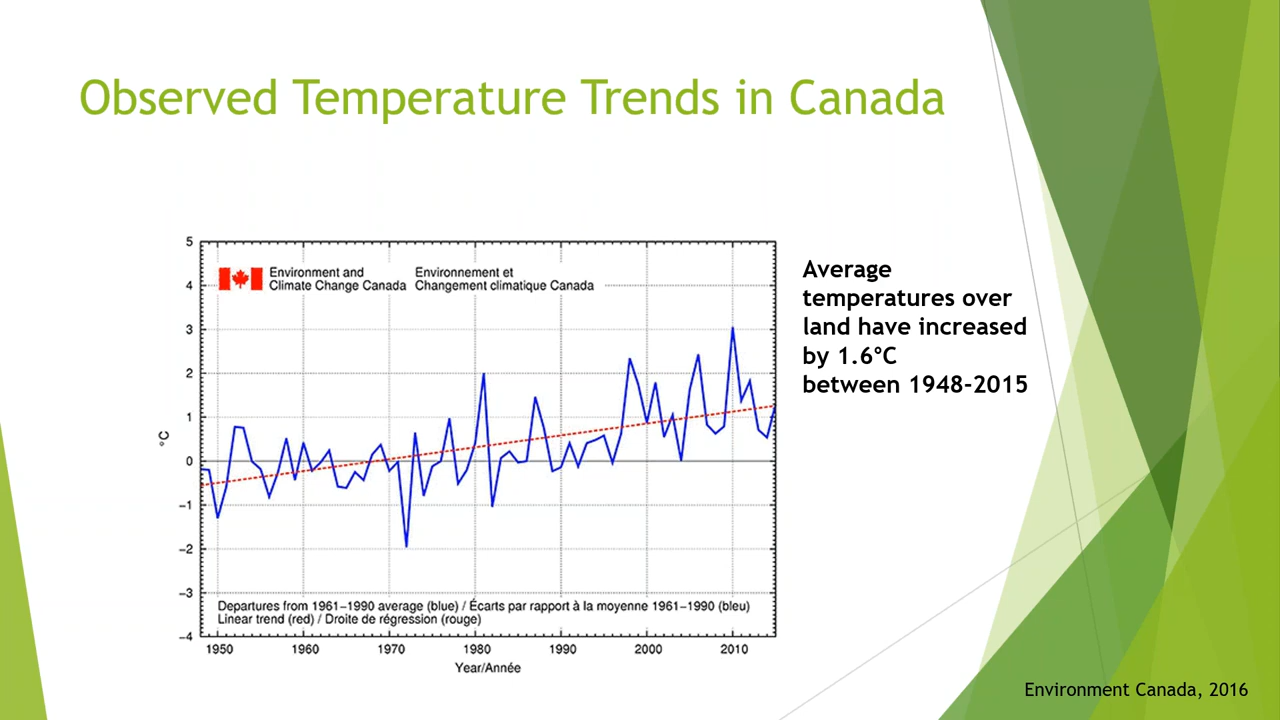 Observed Temperature Trends in Canada
5
4
3
2
1
0
−1
−2
−3
−4
°C
Environment and Climate Change Canada
Environnement et Changement climatique Canada
Departures from 1961−1990 average (blue) / Écarts par rapport à la moyenne 1961−1990 (bleu)
Linear trend (red) / Droite de régression (rouge)
1950 1960 1970 1980 1990 2000 2010
Year/Année
Average
temperatures over
land have increased
by 1.6°C
between 1948-2015
Environment Canada, 2016